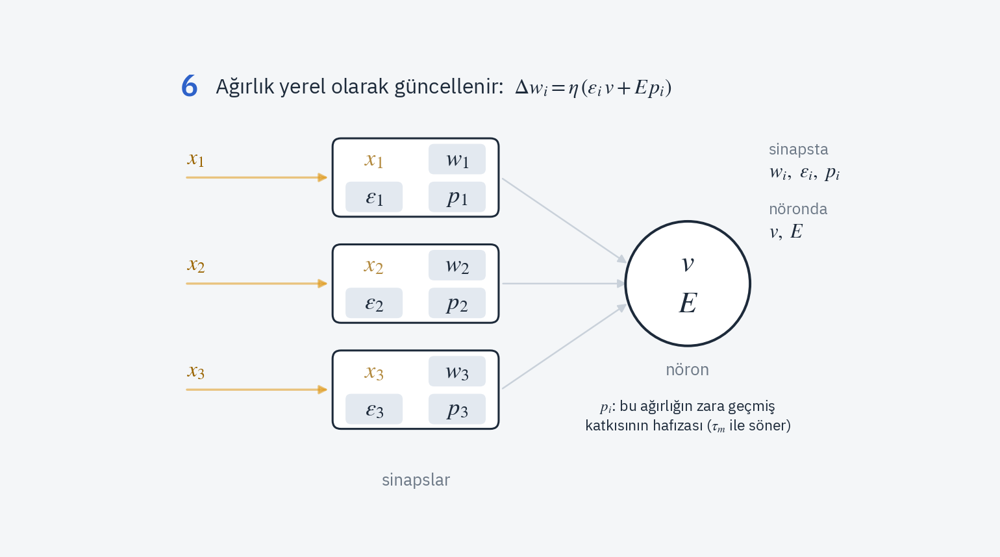 6 Ağırlık yerel olarak güncellenir: Δwᵢ = η(εᵢ v + E pᵢ)
x₁
x₁ w₁
ε₁ p₁
x₂
x₂ w₂
ε₂ p₂
x₃
x₃ w₃
ε₃ p₃
sinapslar
sinapsta
wᵢ, εᵢ, pᵢ
nöronda
v, E
v
E
nöron
pᵢ: bu ağırlığın zara geçmiş
katkısının hafızası (τₘ ile söner)